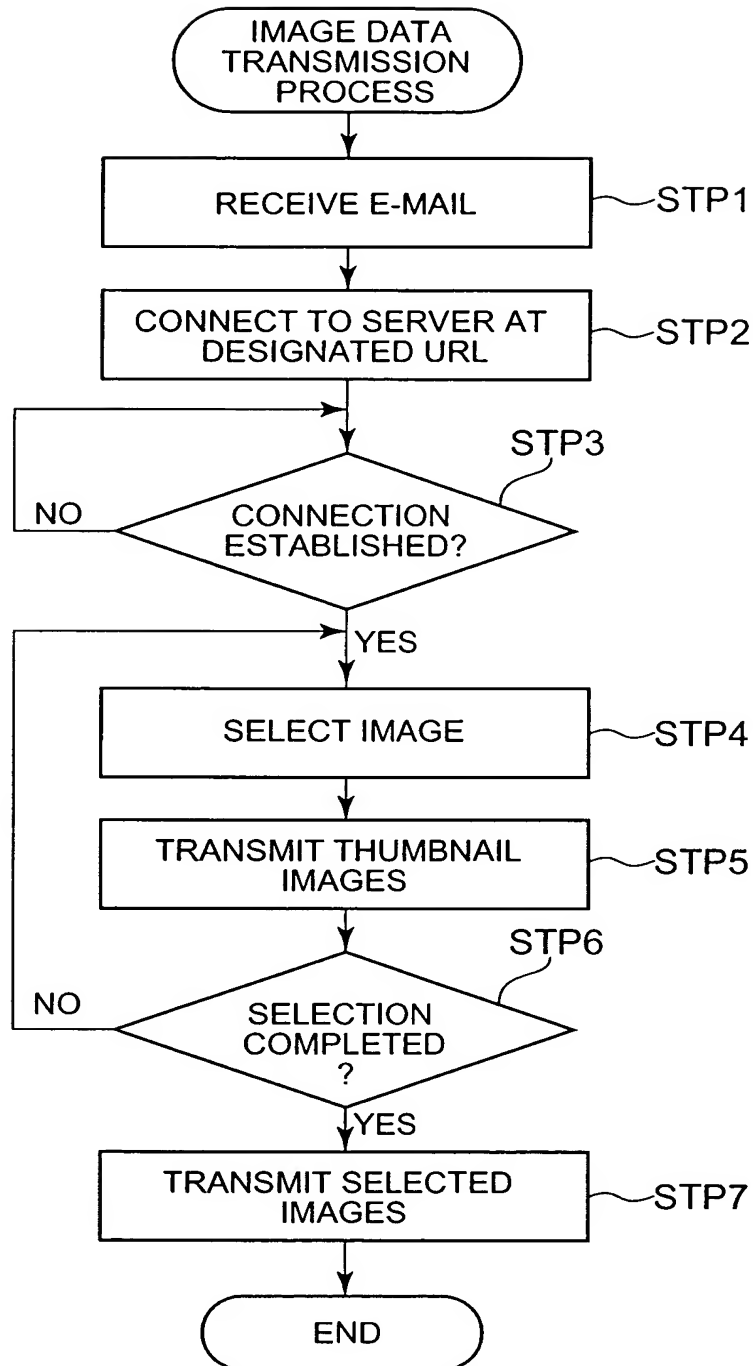 IMAGE DATA
TRANSMISSION
PROCESS
RECEIVE E-MAIL
STP1
CONNECT TO SERVER AT
DESIGNATED URL
STP2
STP3
NO
CONNECTION
ESTABLISHED?
YES
SELECT IMAGE
STP4
TRANSMIT THUMBNAIL
IMAGES
STP5
STP6
NO
SELECTION
COMPLETED
?
YES
TRANSMIT SELECTED
IMAGES
STP7
END